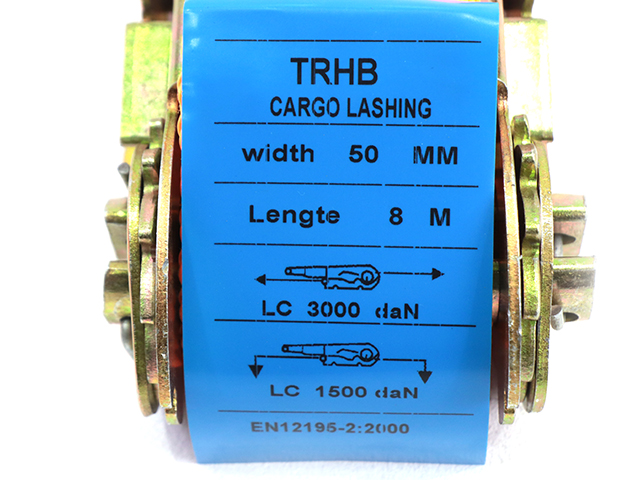 TRHB
CARGO LASHING
width 50 MM
Lengte 8 M
LC 3000 daN
LC 1500 daN
EN12195-2:2000